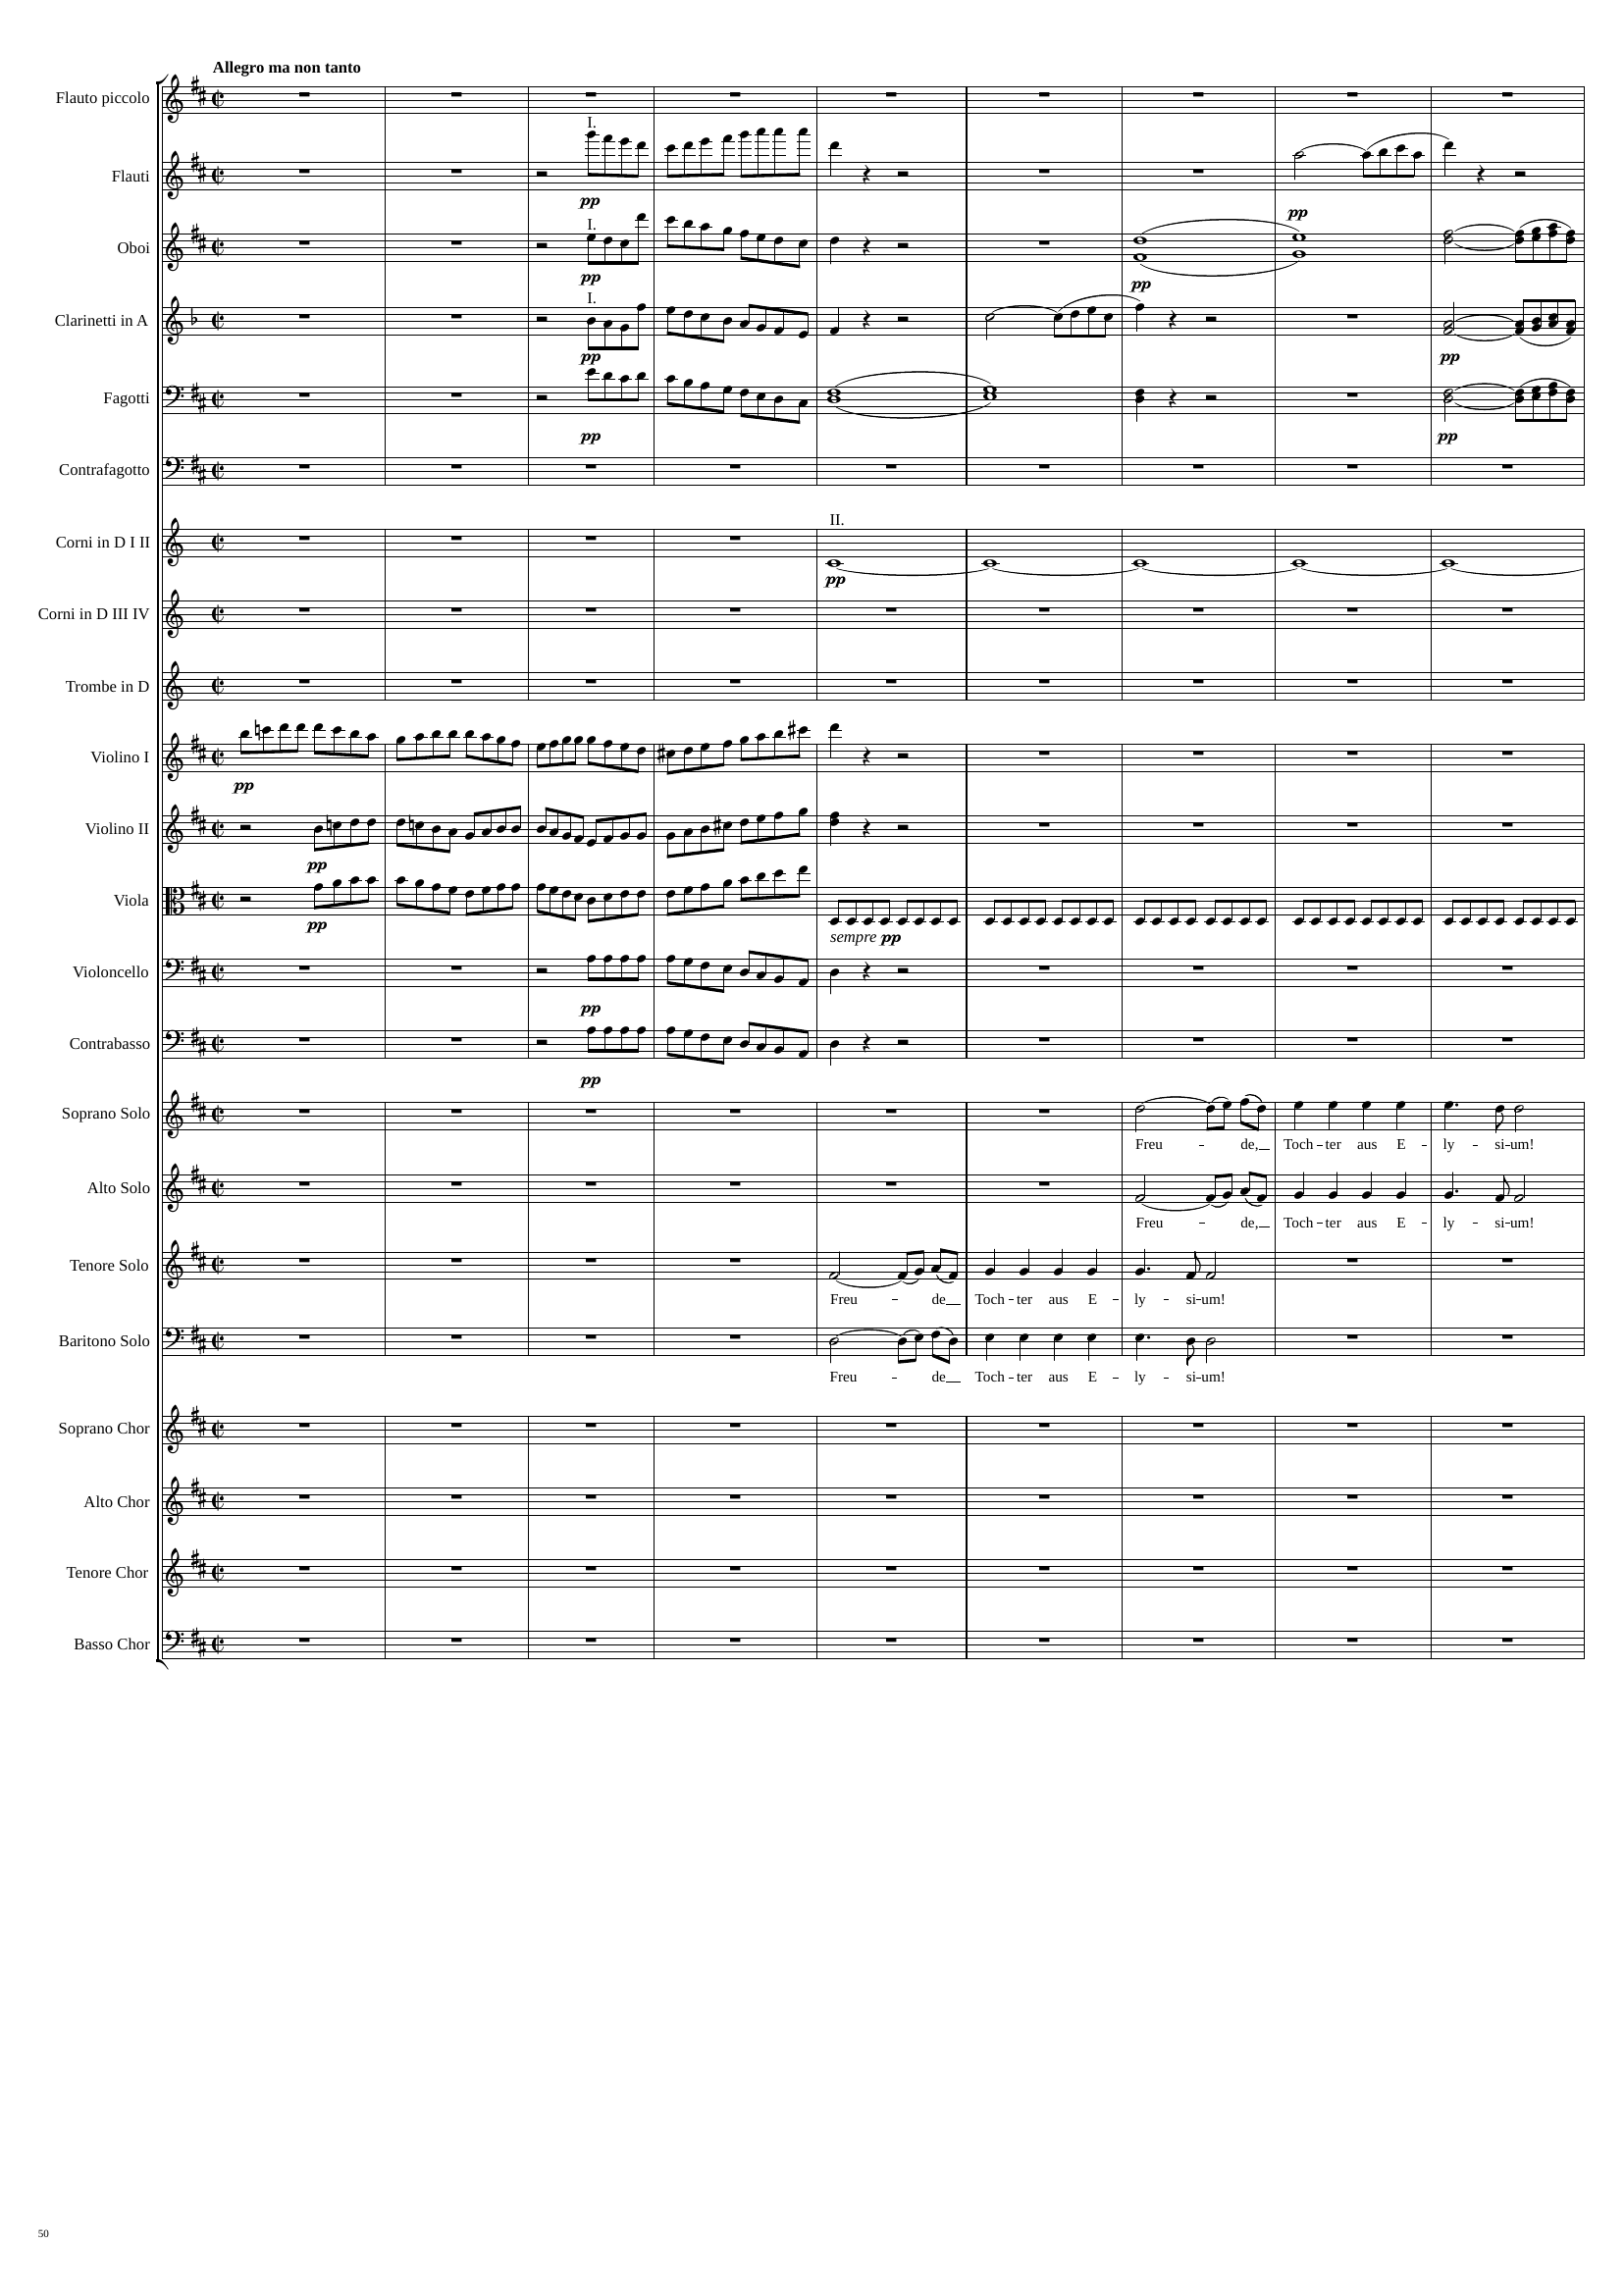 Allegro ma non tanto
Flauto piccolo
I.
Flauti
pp
pp
I.
Oboi
pp
pp
I.
Clarinetti in A
pp
pp
Fagotti
pp
pp
Contrafagotto
II.
Corni in D I II
pp
Corni in D III IV
Trombe in D
Violino I
pp
Violino II
pp
Viola
pp
sempre pp
Violoncello
pp
Contrabasso
pp
Soprano Solo
Freu - de, Toch - ter aus E - ly - si - um!
Alto Solo
Freu - de, Toch - ter aus E - ly - si - um!
Tenore Solo
Freu - de Toch - ter aus E - ly - si - um!
Baritono Solo
Freu - de Toch - ter aus E - ly - si - um!
Soprano Chor
Alto Chor
Tenore Chor
Basso Chor
50